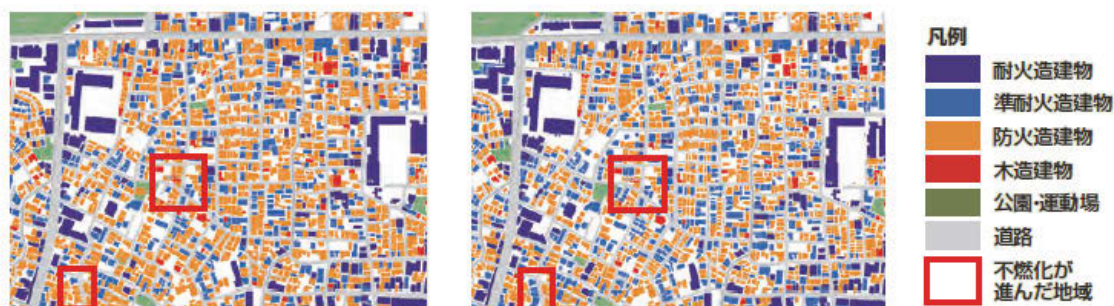 凡例
耐火造建物
準耐火造建物
防火造建物
木造建物
公園・運動場
道路
不燃化が
進んだ地域